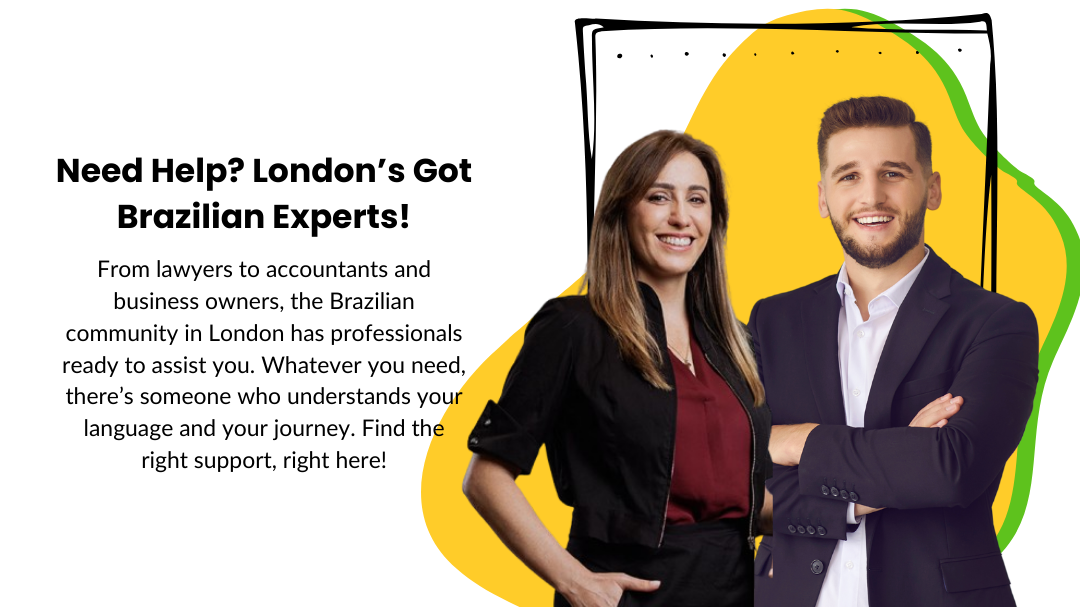 Need Help? London’s Got
Brazilian Experts!
From lawyers to accountants and
business owners, the Brazilian
community in London has professionals
ready to assist you. Whatever you need,
there’s someone who understands your
language and your journey. Find the
right support, right here!